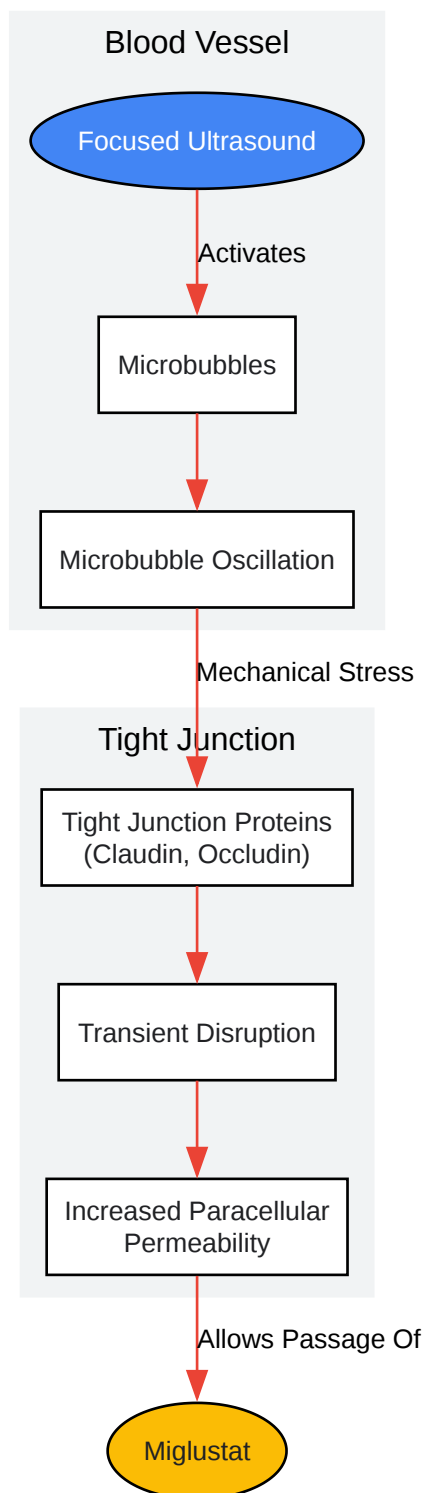 Blood Vessel
Focused Ultrasound
Activates
Microbubbles
Microbubble Oscillation
Mechanical Stress
Tight Junction
Tight Junction Proteins
(Claudin, Occludin)
Transient Disruption
Increased Paracellular
Permeability
Allows Passage Of
Miglustat